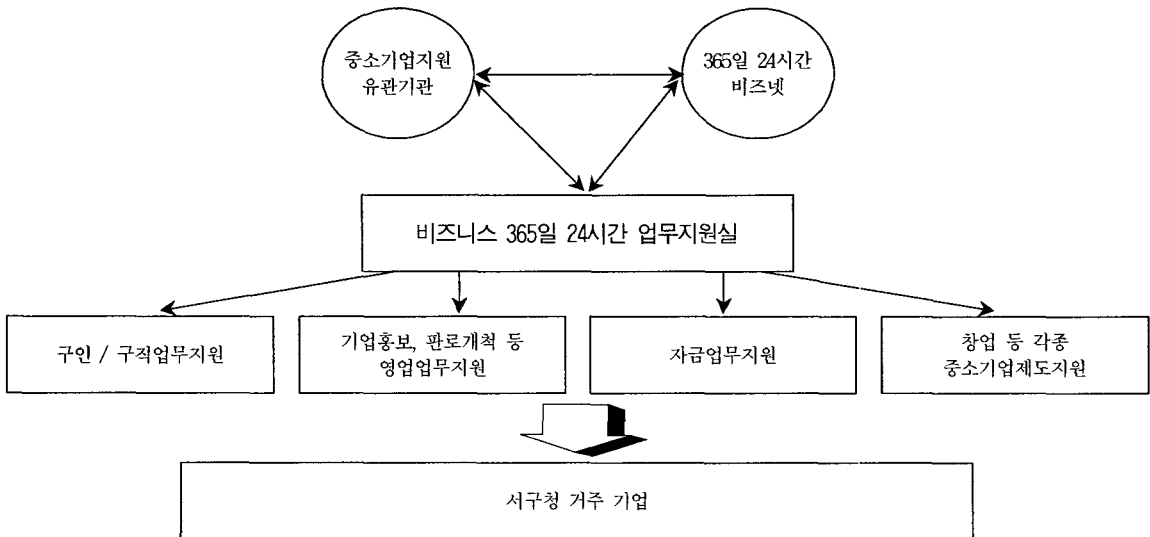 중소기업지원
유관기관
365일 24시간
비즈넷
비즈니스 365일 24시간 업무지원실
구인 / 구직업무지원
기업홍보, 판로개척 등
영업업무지원
자금업무지원
창업 등 각종
중소기업제도지원
서구청 거주 기업